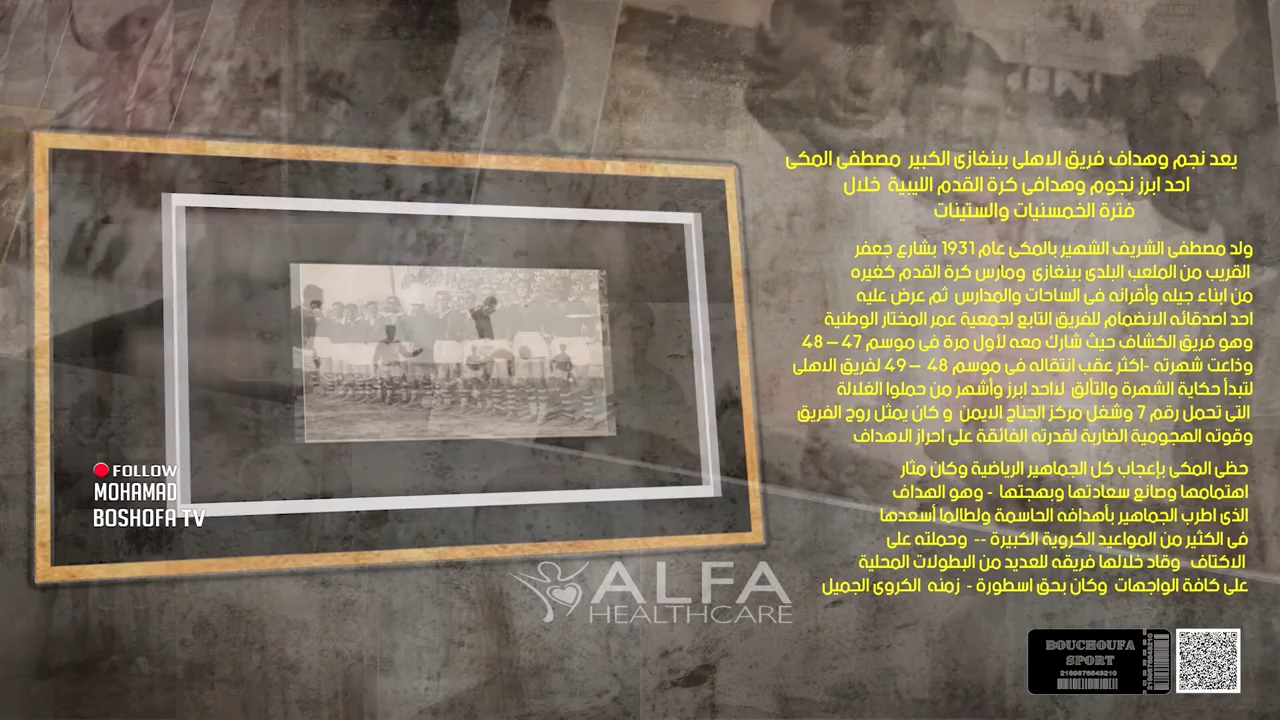 يعد نجم وهداف فريق الاهلى ببنغازى الكبير مصطفى المكى
احد ابرز نجوم وهدافى كرة القدم الليبية خلال
فترة الخمسنيات والستينات
ولد مصطفى الشريف الشهير بالمكى عام 1931 بشارع جعفر
القريب من الملعب البلدى ببنغازى ومارس كرة القدم كغيره
من ابناء جيله وأقرانه فى الساحات والمدارس ثم عرض عليه
احد اصدقائه الانضمام للفريق التابع لجمعية عمر المختار الوطنية
وهو فريق الكشاف حيث شارك معه لأول مرة فى موسم 47 – 48
وذاعت شهرته -اكثر عقب انتقاله فى موسم 48 – 49 لفريق الاهلى
لتبدأ حكاية الشهرة والتألق لااحد ابرز وأشهر من حملوا الغلالة
التى تحمل رقم 7 وشغل مركز الجناح الايمن و كان يمثل روح الفريق
وقوته الهجومية الضاربة لقدرته الفائقة على احراز الاهداف
حظى المكى بإعجاب كل الجماهير الرياضية وكان مثار
اهتمامها وصانع سعادتها وبهجتها - وهو الهداف
الذى اطرب الجماهير بأهدافه الحاسمة ولطالما أسعدها
فى الكثير من المواعيد الكروية الكبيرة -- وحملته على
الاكتاف وقاد خلالها فريقه للعديد من البطولات المحلية
على كافة الواجهات وكان بحق اسطورة - زمنه الكروى الجميل
FOLLOW
MOHAMAD
BOSHOFA TV
ALFA
HEALTHCARE
BOUCHOUFA
SPORT
2189876543210
2189876543210